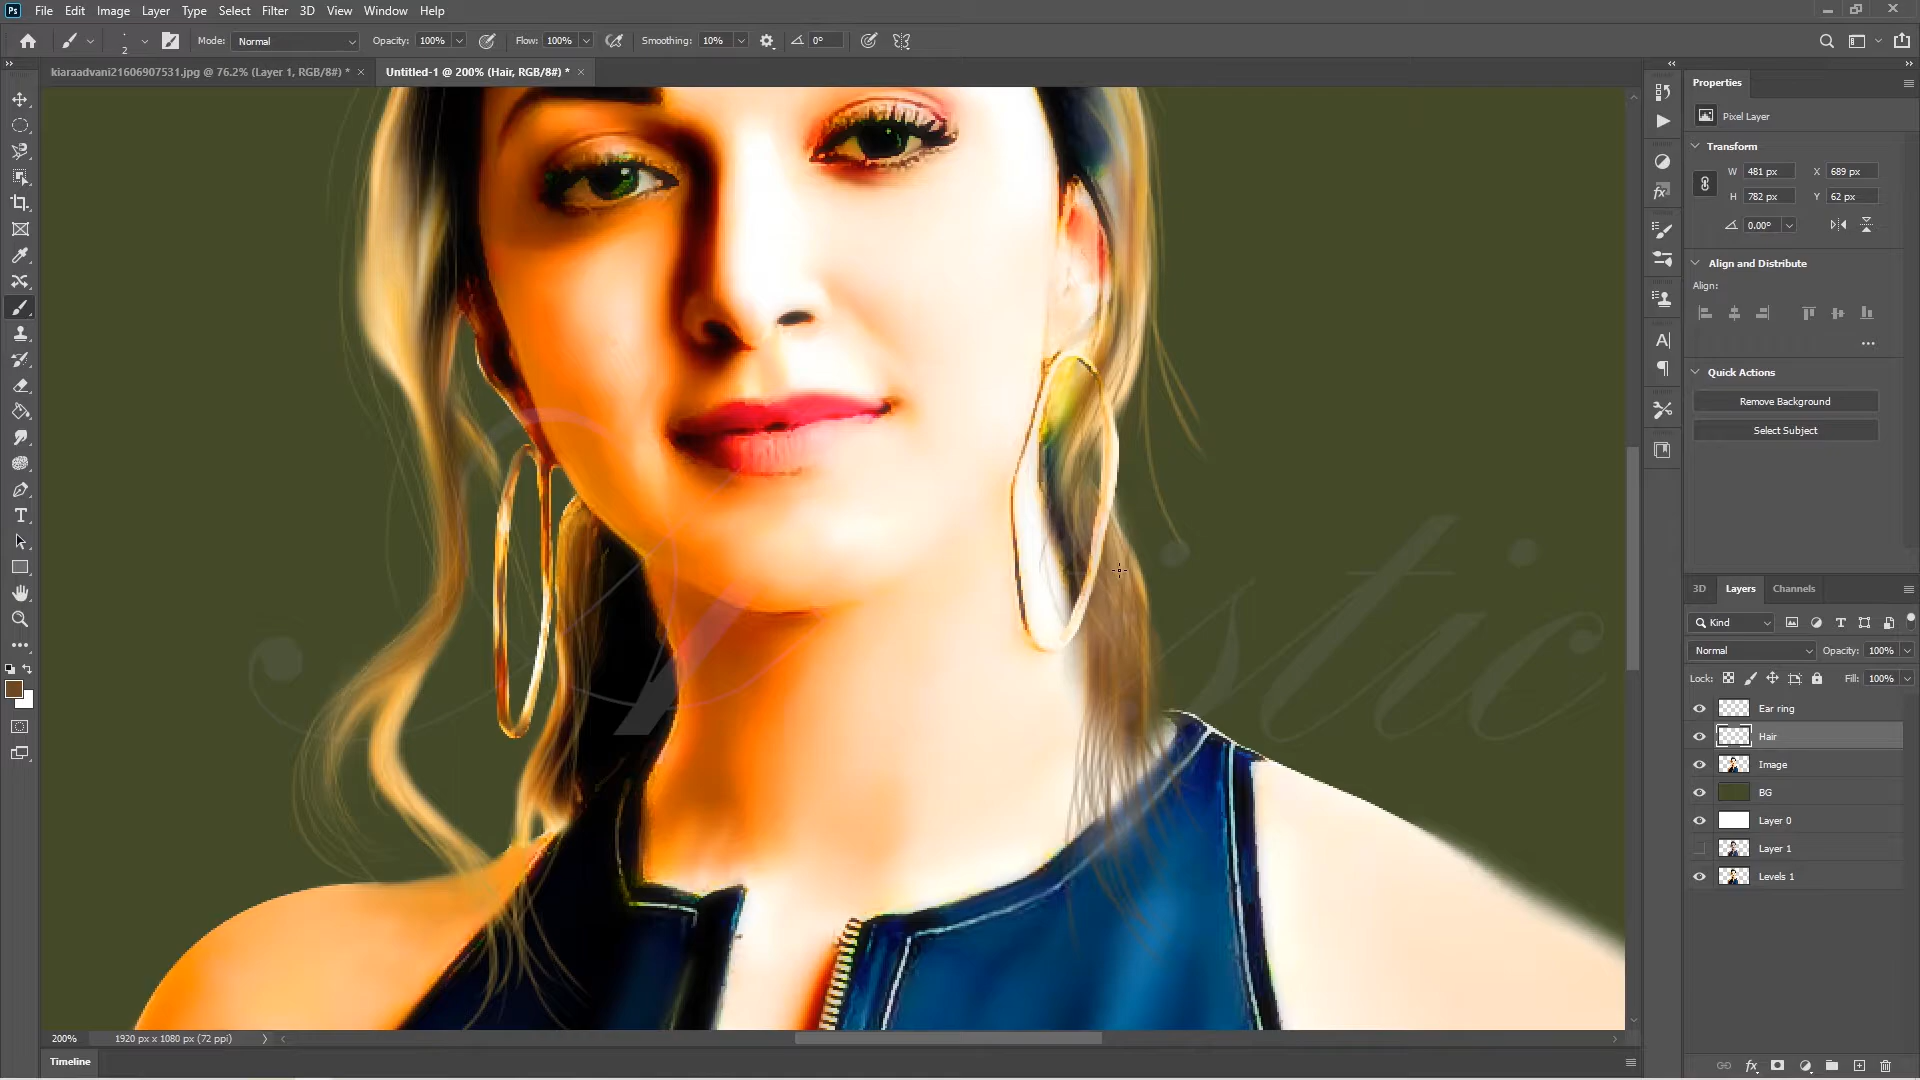 Ps File Edit Image Layer Type Select Filter 3D View Window Help
2 Mode: Normal Opacity: 100% Flow: 100% Smoothing: 10% 0°
kiaraadvani21606907531.jpg @ 76.2% (Layer 1, RGB/8#) * × Untitled-1 @ 200% (Hair, RGB/8#) * ×
Properties
Pixel Layer
Transform
W 481 px X 689 px
H 782 px Y 62 px
0.00°
Align and Distribute
Align:
Quick Actions
Remove Background
Select Subject
Artistic
3D Layers Channels
Kind
Normal Opacity: 100%
Lock: Fill: 100%
Ear ring
Hair
Image
BG
Layer 0
Layer 1
Levels 1
200% 1920 px x 1080 px (72 ppi)
Timeline